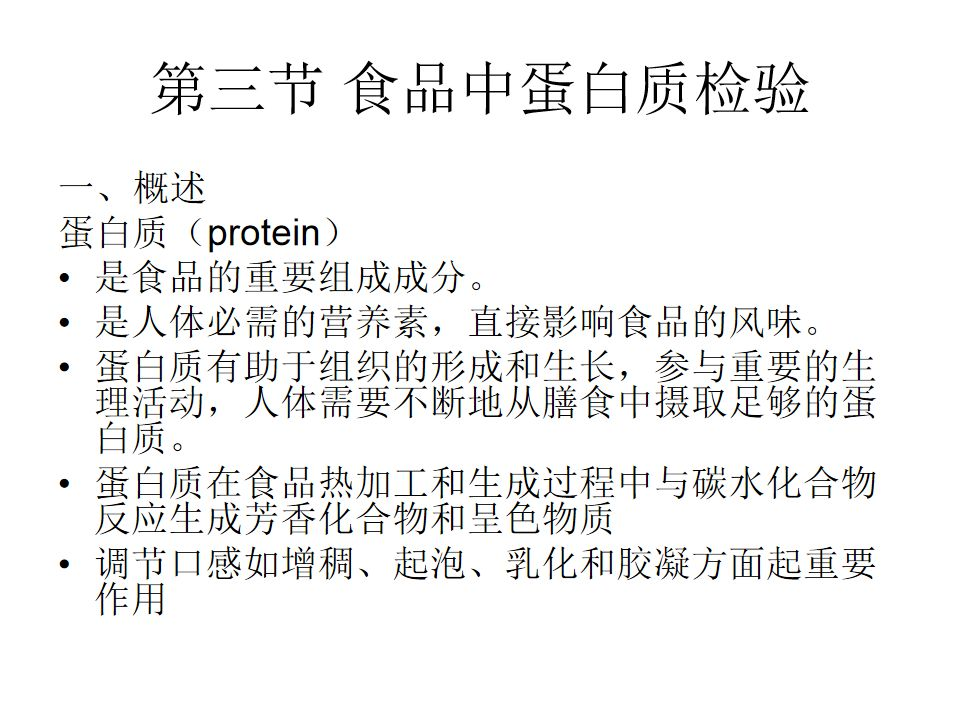 第三节 食品中蛋白质检验
一、概述
蛋白质（protein）
• 是食品的重要组成成分。
• 是人体必需的营养素，直接影响食品的风味。
• 蛋白质有助于组织的形成和生长，参与重要的生
理活动，人体需要不断地从膳食中摄取足够的蛋
白质。
• 蛋白质在食品热加工和生成过程中与碳水化合物
反应生成芳香化合物和呈色物质
• 调节口感如增稠、起泡、乳化和胶凝方面起重要
作用